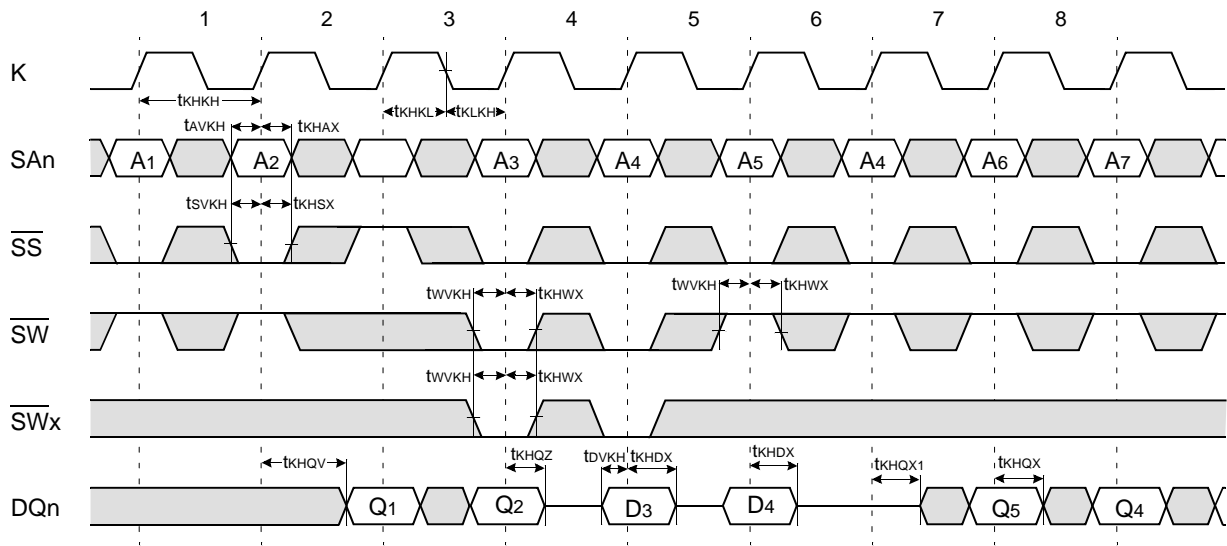 1 2 3 4 5 6 7 8
K
tKHKH tKHKL tKLKH
tAVKH tKHAX
SAn A1 A2 A3 A4 A5 A4 A6 A7
tSVKH tKHSX
SS
tWVKH tKHWX tWVKH tKHWX
SW
tWVKH tKHWX
SWx
tKHQV tKHQZ tDVKH tKHDX tKHDX tKHQX1 tKHQX
DQn Q1 Q2 D3 D4 Q5 Q4